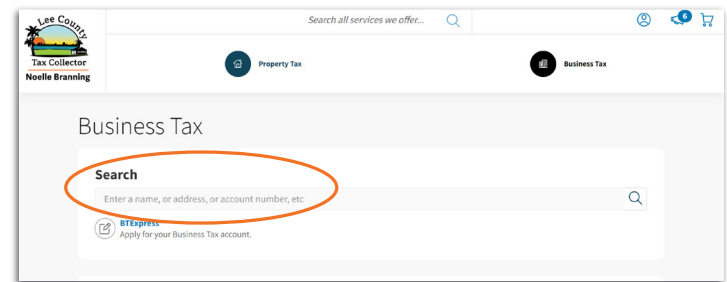 Lee County
Tax Collector
Noelle Branning
Search all services we offer...
6
Property Tax
Business Tax
Business Tax
Search
Enter a name, or address, or account number, etc
BTExpress
Apply for your Business Tax account.